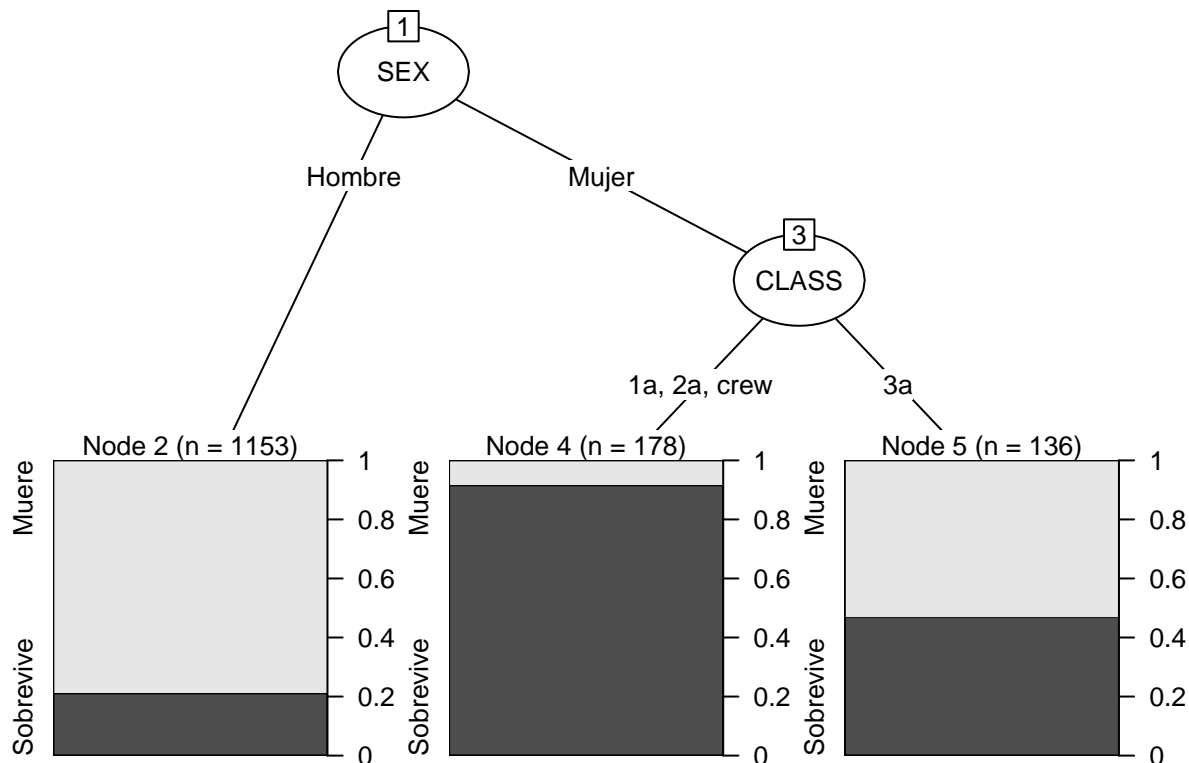 1
SEX
Hombre
Mujer
3
CLASS
1a, 2a, crew
3a
Node 2 (n = 1153)
Muere
Sobrevive
1
0.8
0.6
0.4
0.2
0
Node 4 (n = 178)
Muere
Sobrevive
1
0.8
0.6
0.4
0.2
0
Node 5 (n = 136)
Muere
Sobrevive
1
0.8
0.6
0.4
0.2
0